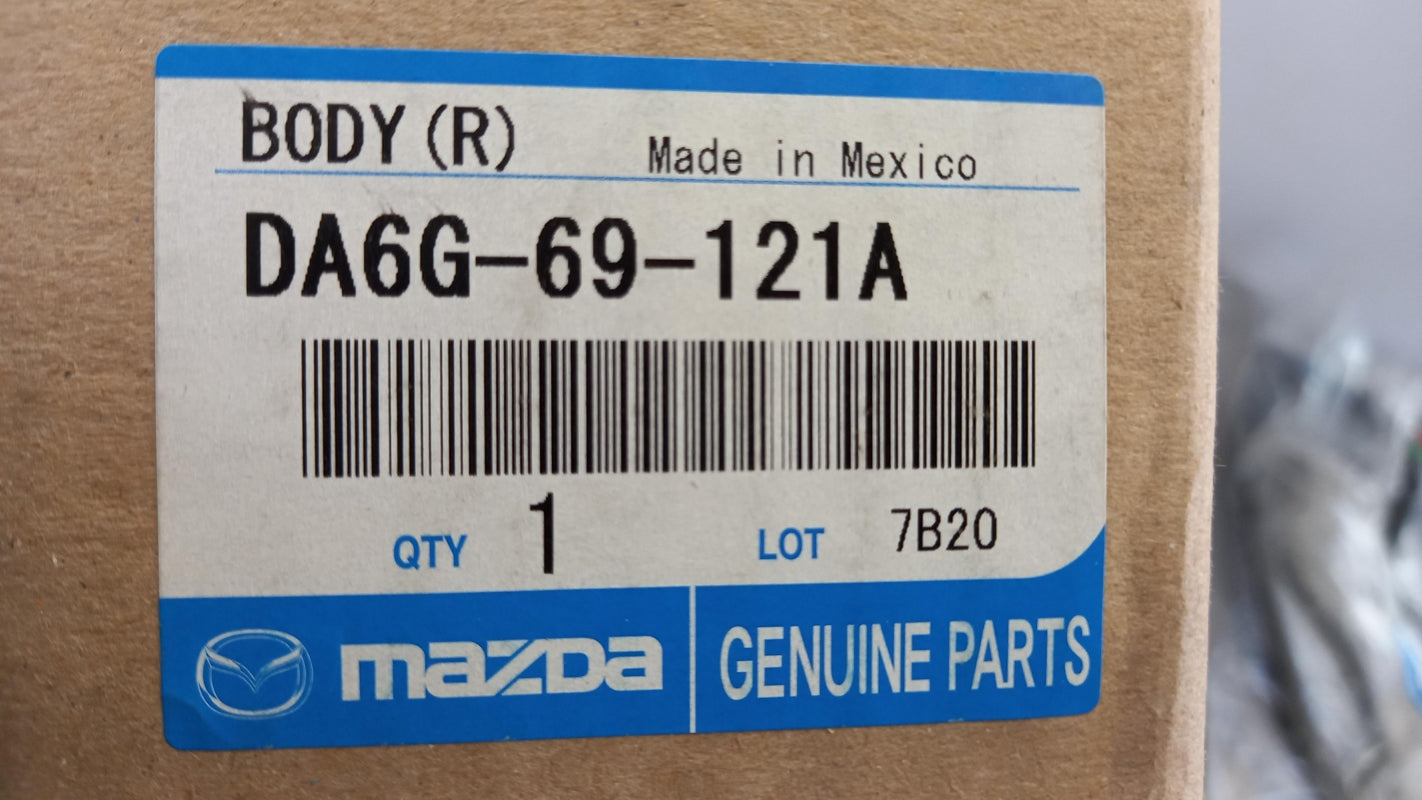 BODY(R) Made in Mexico
DA6G-69-121A
QTY 1 LOT 7B20
mazda GENUINE PARTS